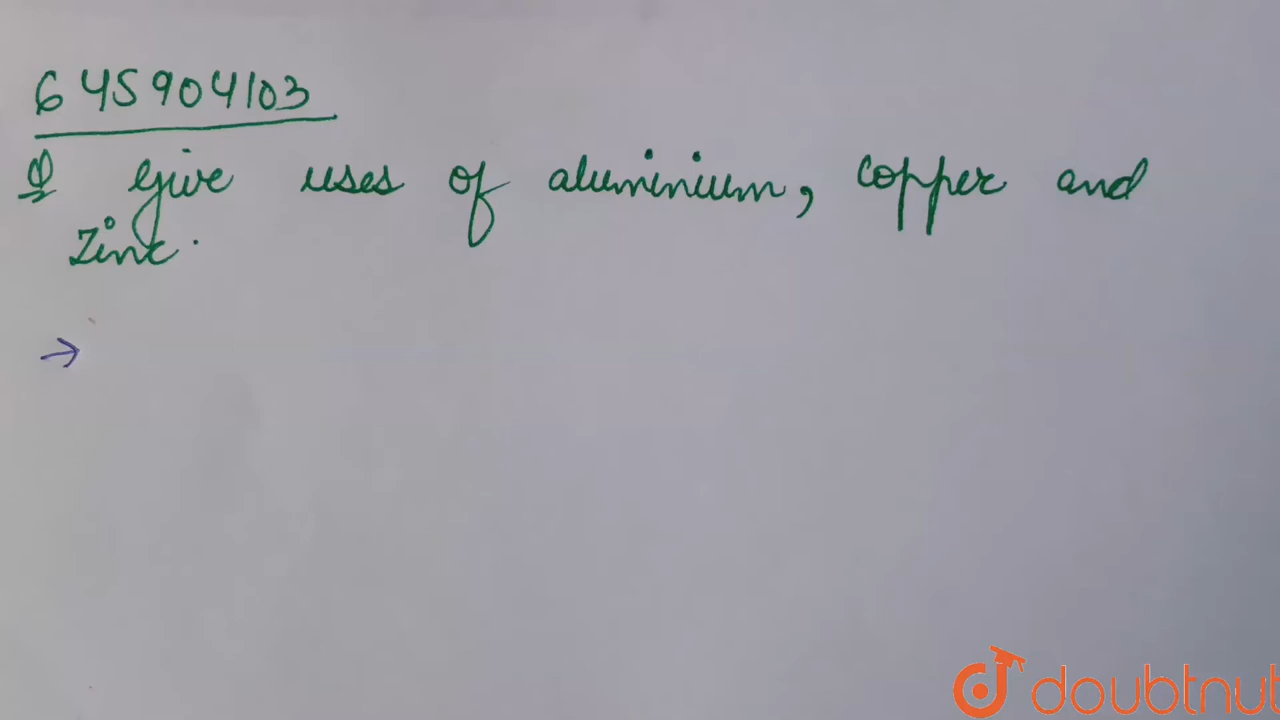 645904103
Q Give uses of aluminium, copper and
Zinc.
→
doubtnut